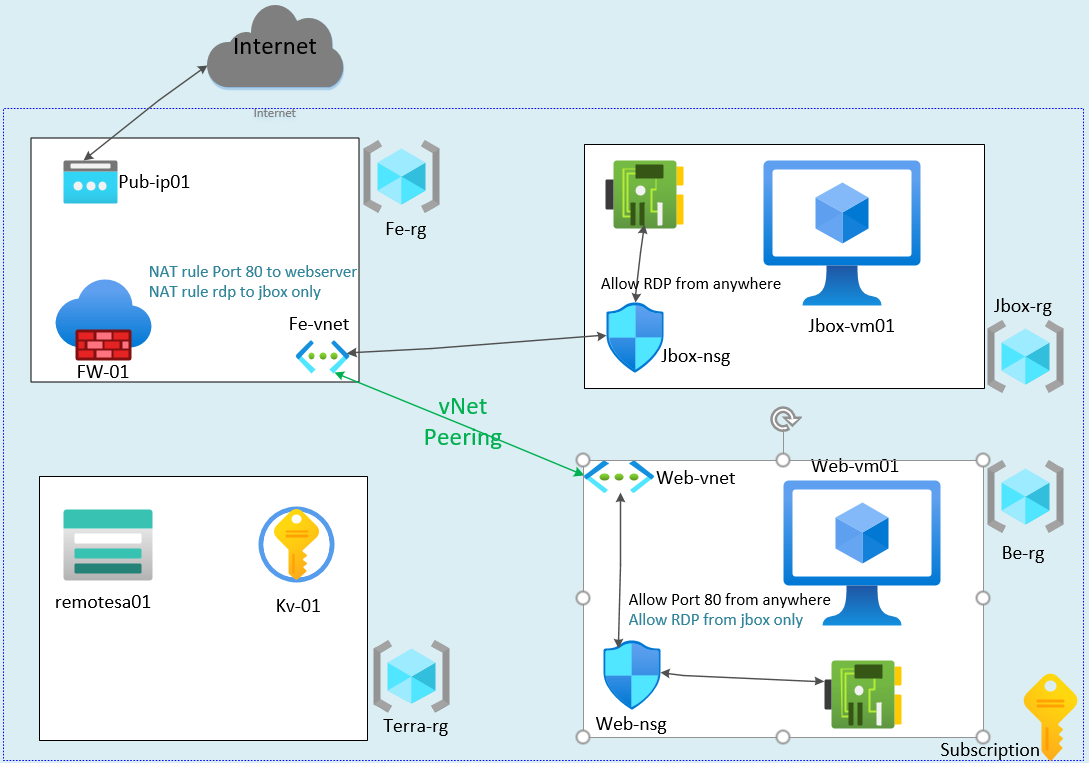 Internet
Internet
Pub-ip01
Fe-rg
NAT rule Port 80 to webserver
NAT rule rdp to jbox only
Fe-vnet
FW-01
Allow RDP from anywhere
Jbox-vm01
Jbox-nsg
Jbox-rg
vNet
Peering
Web-vnet
Web-vm01
Be-rg
Allow Port 80 from anywhere
Allow RDP from jbox only
Web-nsg
remotesa01
Kv-01
Terra-rg
Subscription